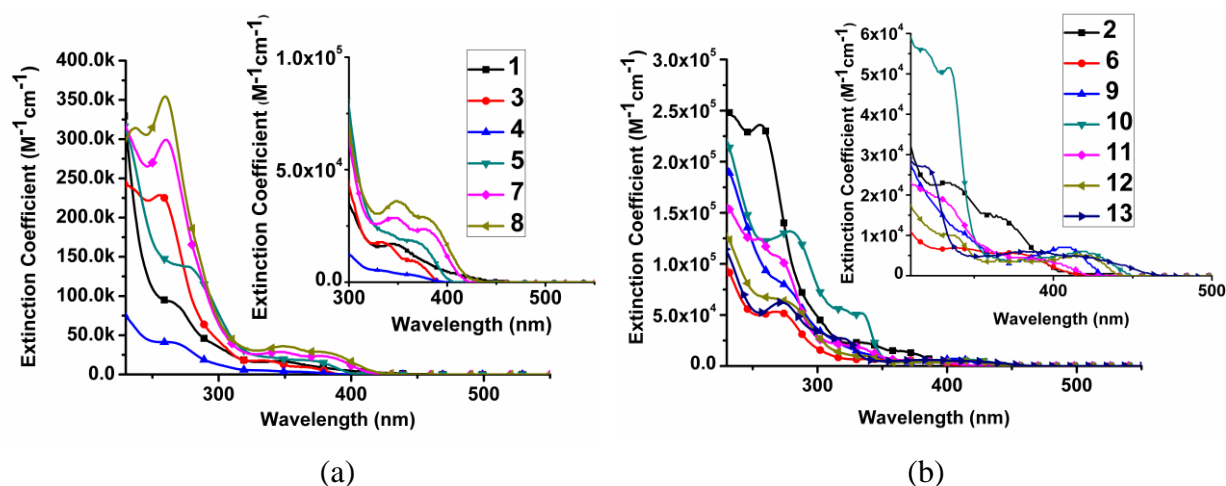 Extinction Coefficient (M⁻¹cm⁻¹)
400.0k
350.0k
300.0k
250.0k
200.0k
150.0k
100.0k
50.0k
0.0
300
400
500
Wavelength (nm)
Extinction Coefficient (M⁻¹cm⁻¹)
1.0x10⁵
5.0x10⁴
0.0
300
400
500
Wavelength (nm)
1
3
4
5
7
8
(a)
Extinction Coefficient (M⁻¹cm⁻¹)
3.0x10⁵
2.5x10⁵
2.0x10⁵
1.5x10⁵
1.0x10⁵
5.0x10⁴
0.0
300
400
500
Wavelength (nm)
Extinction Coefficient (M⁻¹cm⁻¹)
6x10⁴
5x10⁴
4x10⁴
3x10⁴
2x10⁴
1x10⁴
0
400
500
Wavelength (nm)
2
6
9
10
11
12
13
(b)